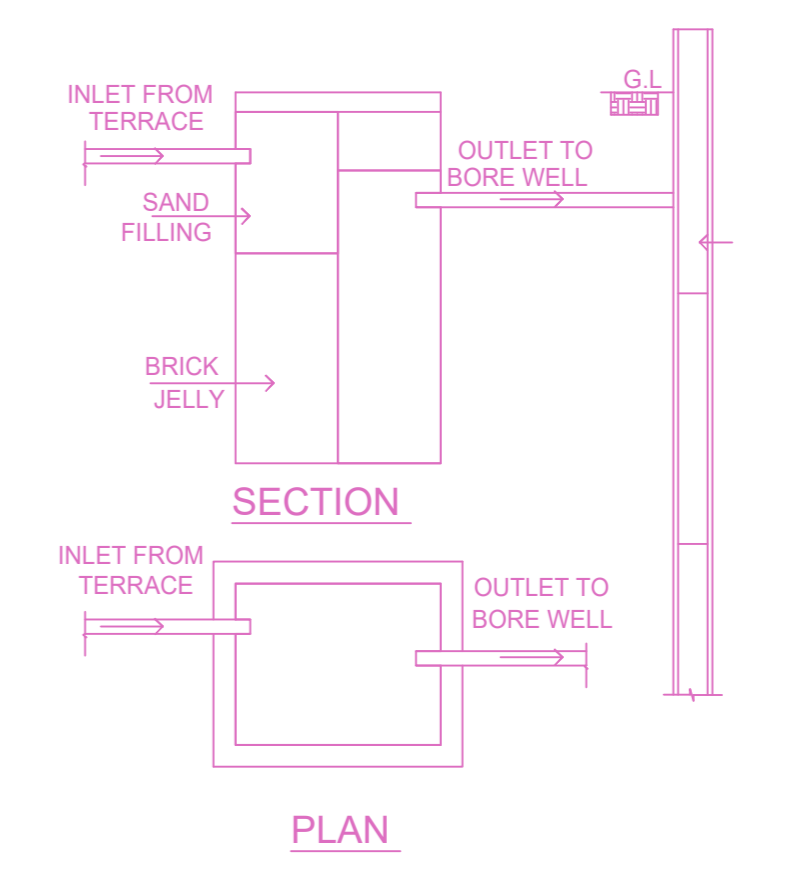 INLET FROM
TERRACE
G.L
OUTLET TO
BORE WELL
SAND
FILLING
BRICK
JELLY
SECTION
INLET FROM
TERRACE
OUTLET TO
BORE WELL
PLAN